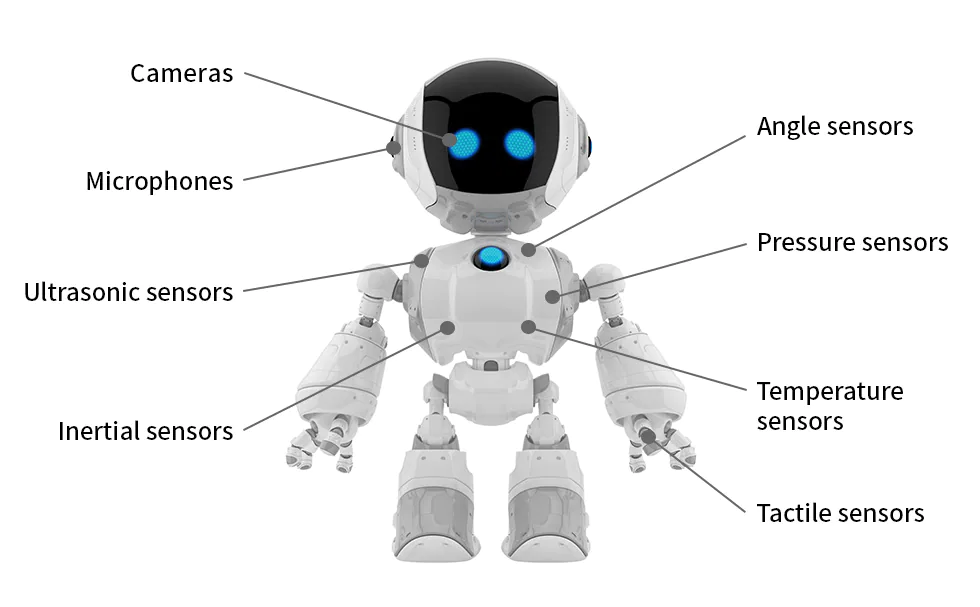 Cameras
Microphones
Ultrasonic sensors
Inertial sensors
Angle sensors
Pressure sensors
Temperature
sensors
Tactile sensors